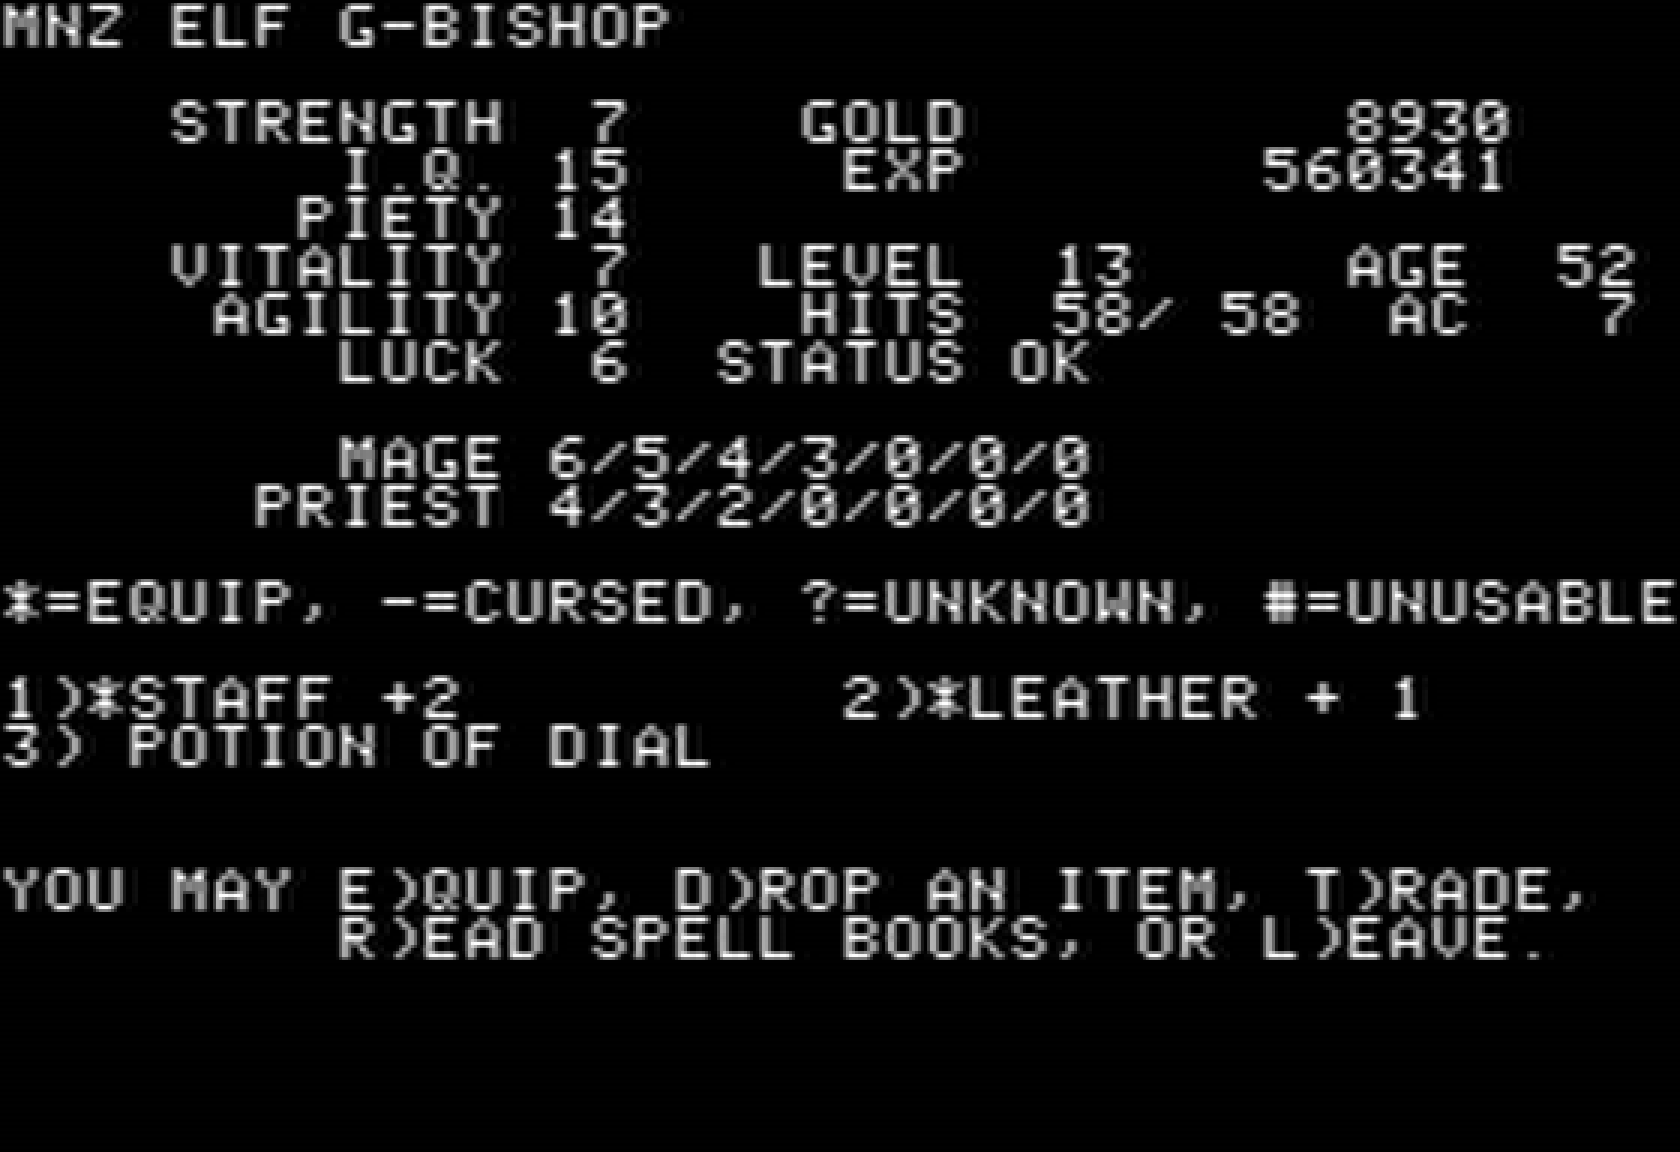 MNZ ELF G-BISHOP
STRENGTH 7 GOLD 8930
I.Q. 15 EXP 560341
PIETY 14
VITALITY 7 LEVEL 13 AGE 52
AGILITY 10 HITS 58/ 58 AC 7
LUCK 6 STATUS OK
MAGE 6/5/4/3/0/0/0
PRIEST 4/3/2/0/0/0/0
*=EQUIP, -=CURSED, ?=UNKNOWN, #=UNUSABLE
1)*STAFF +2 2)*LEATHER + 1
3) POTION OF DIAL
YOU MAY E)QUIP, D)ROP AN ITEM, T)RADE,
R)EAD SPELL BOOKS, OR L)EAVE.